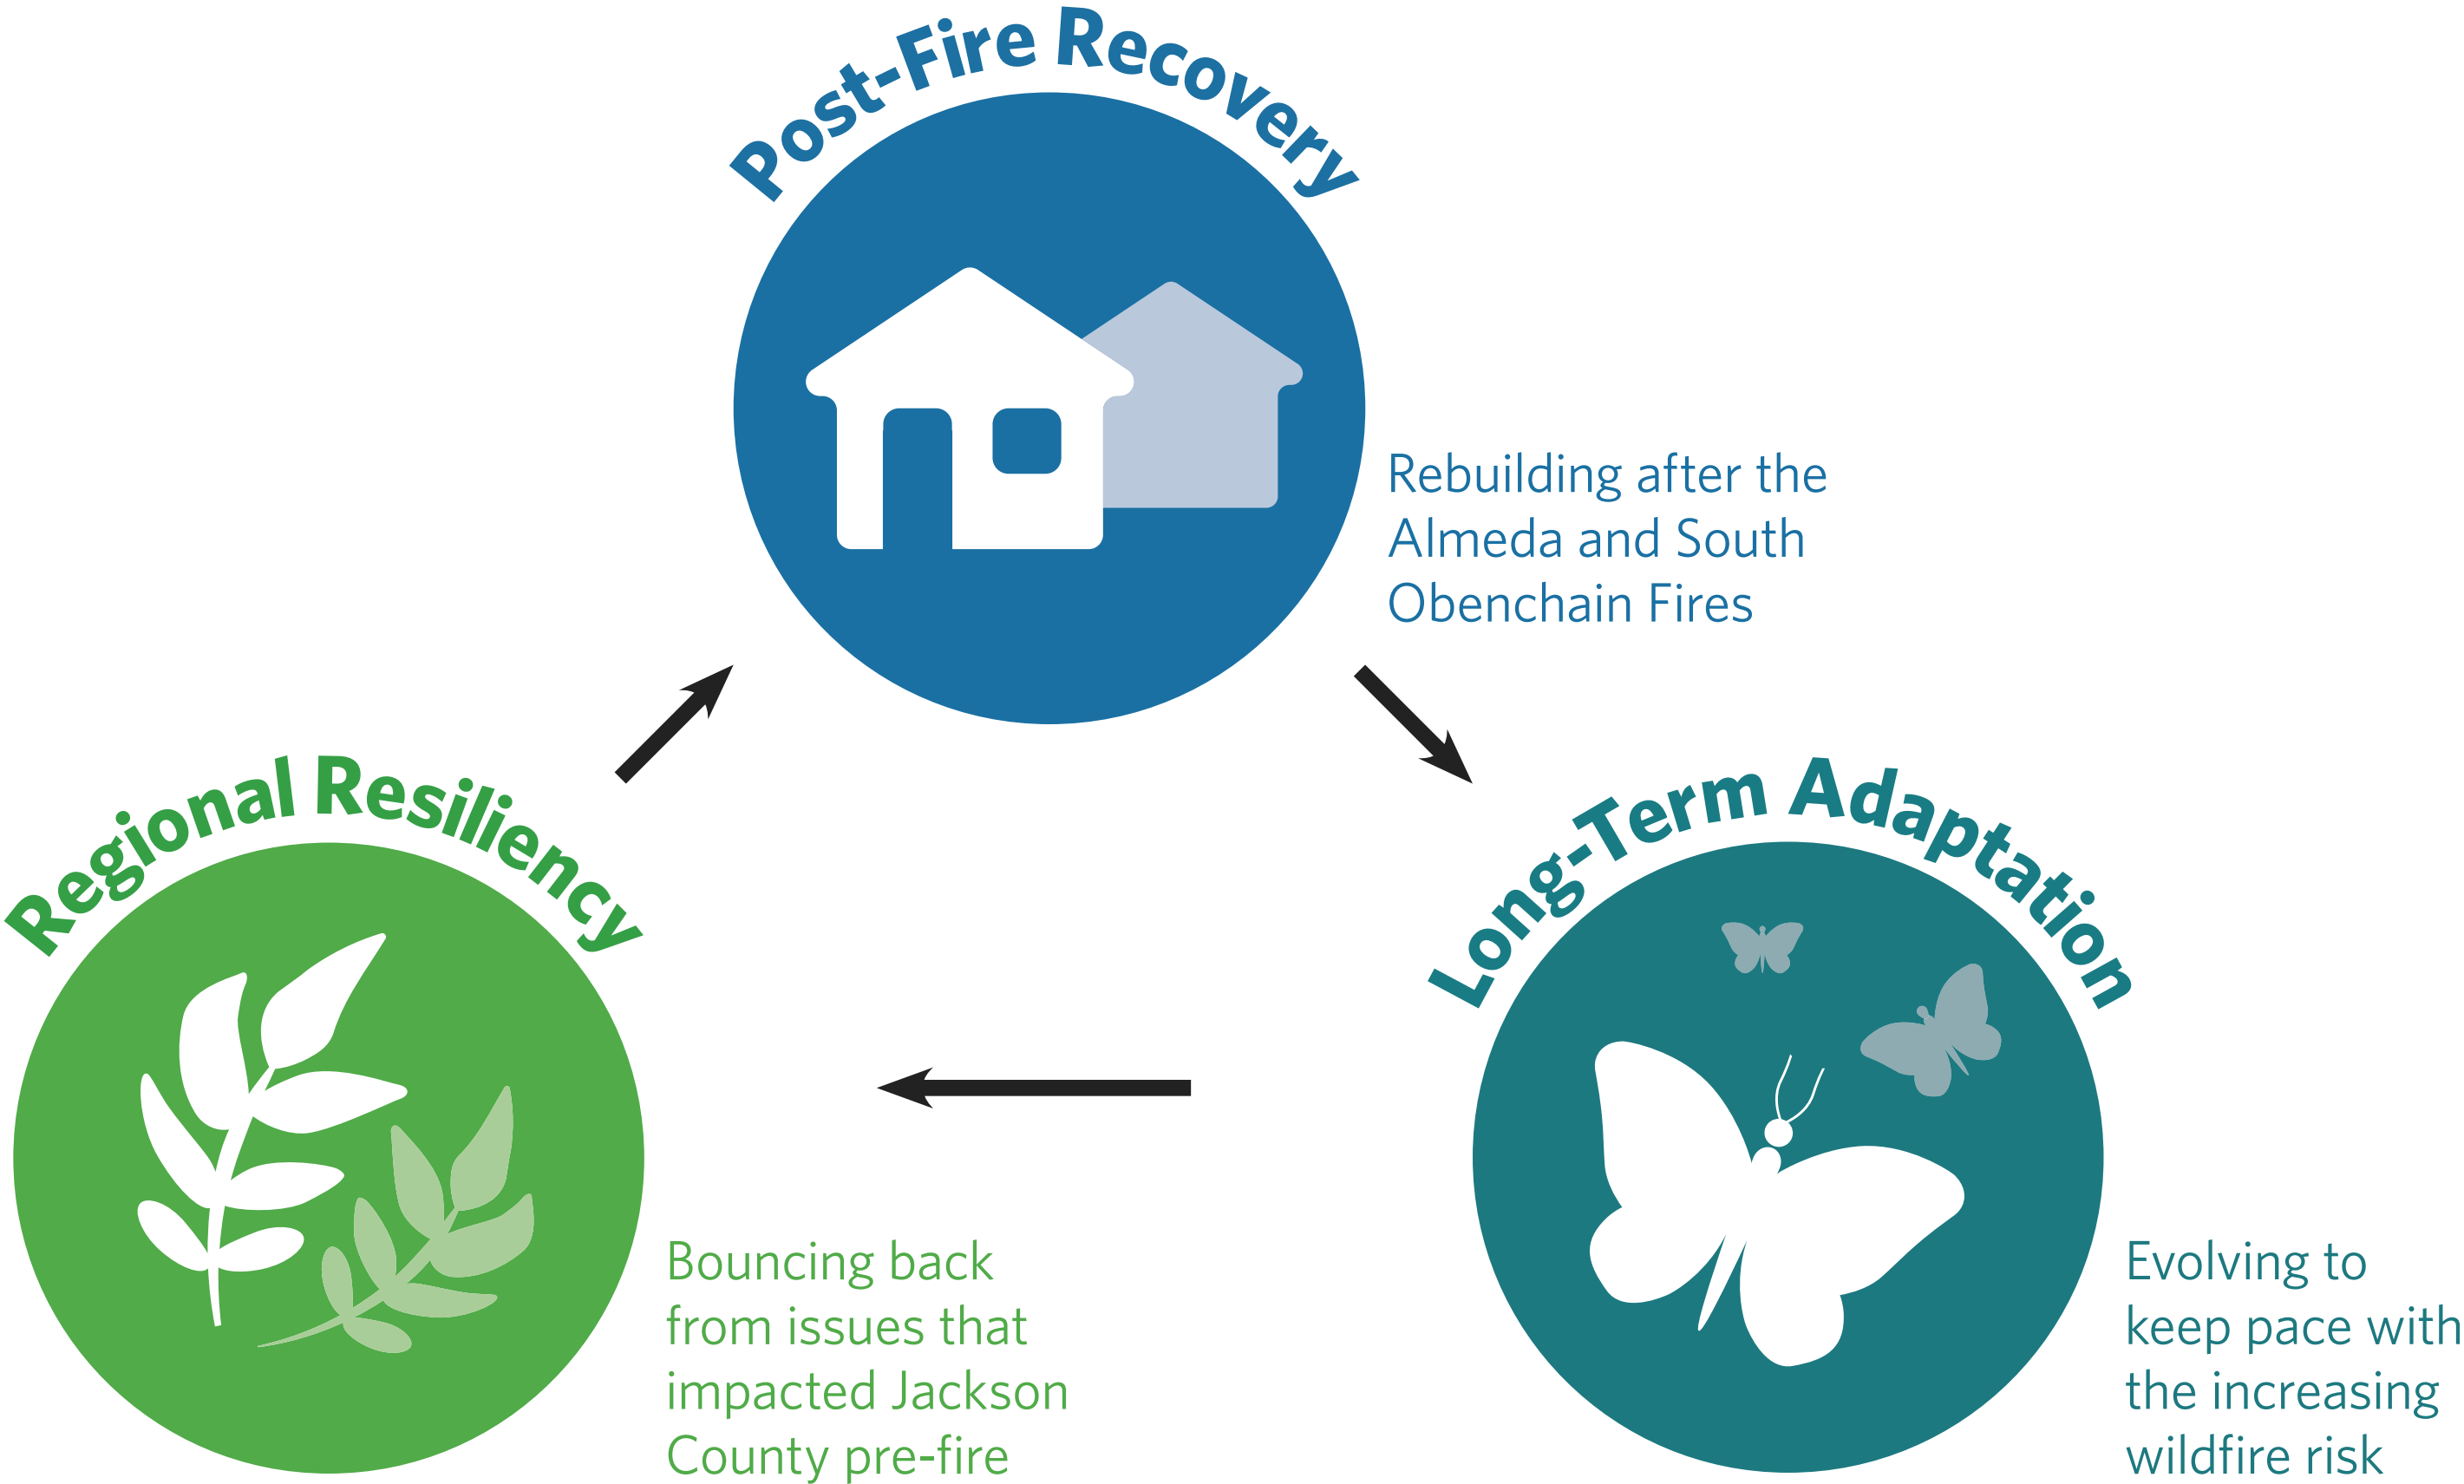 Post-Fire Recovery
Rebuilding after the
Almeda and South
Obenchain Fires
Long-Term Adaptation
Evolving to
keep pace with
the increasing
wildfire risk
Regional Resiliency
Bouncing back
from issues that
impacted Jackson
County pre-fire